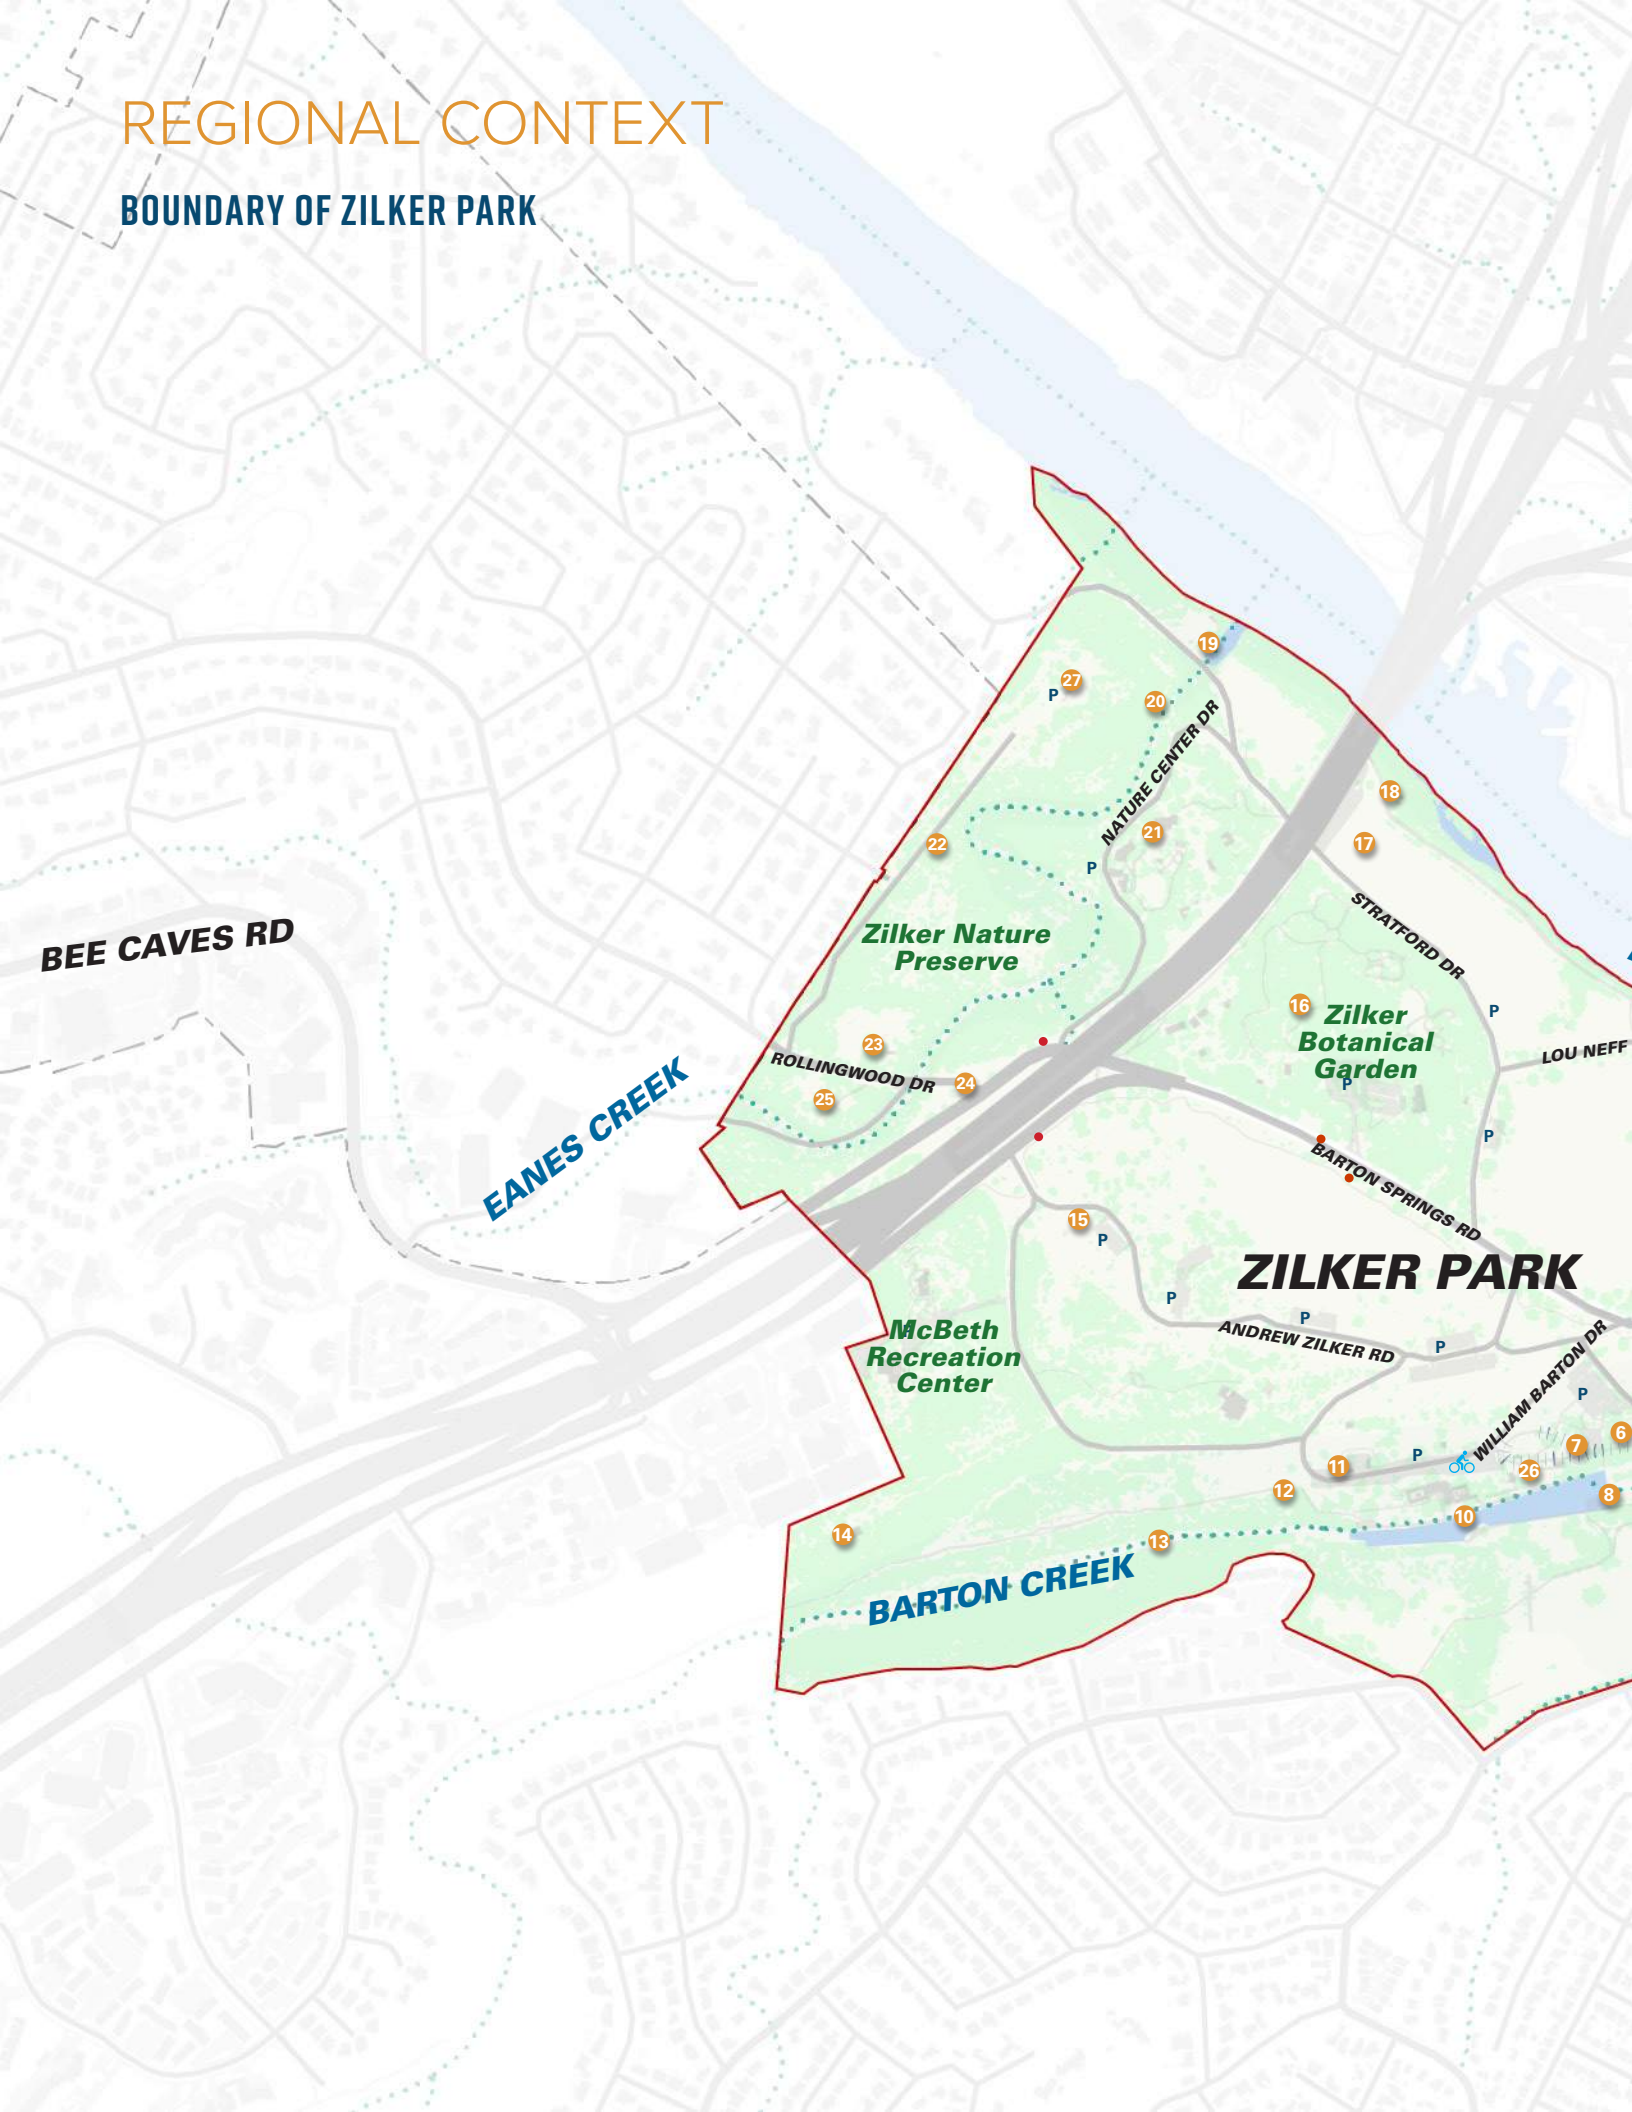 REGIONAL CONTEXT
BOUNDARY OF ZILKER PARK
19
27
P
20
NATURE CENTER DR
18
21
17
22
P
STRATFORD DR
BEE CAVES RD
Zilker Nature
Preserve
16
P
Zilker
Botanical
Garden
P
LOU NEFF
23
ROLLINGWOOD DR
24
25
EANES CREEK
P
BARTON SPRINGS RD
15
P
ZILKER PARK
P
P
ANDREW ZILKER RD
P
McBeth
Recreation
Center
WILLIAM BARTON DR
P
6
7
P
11
26
12
8
10
14
13
BARTON CREEK